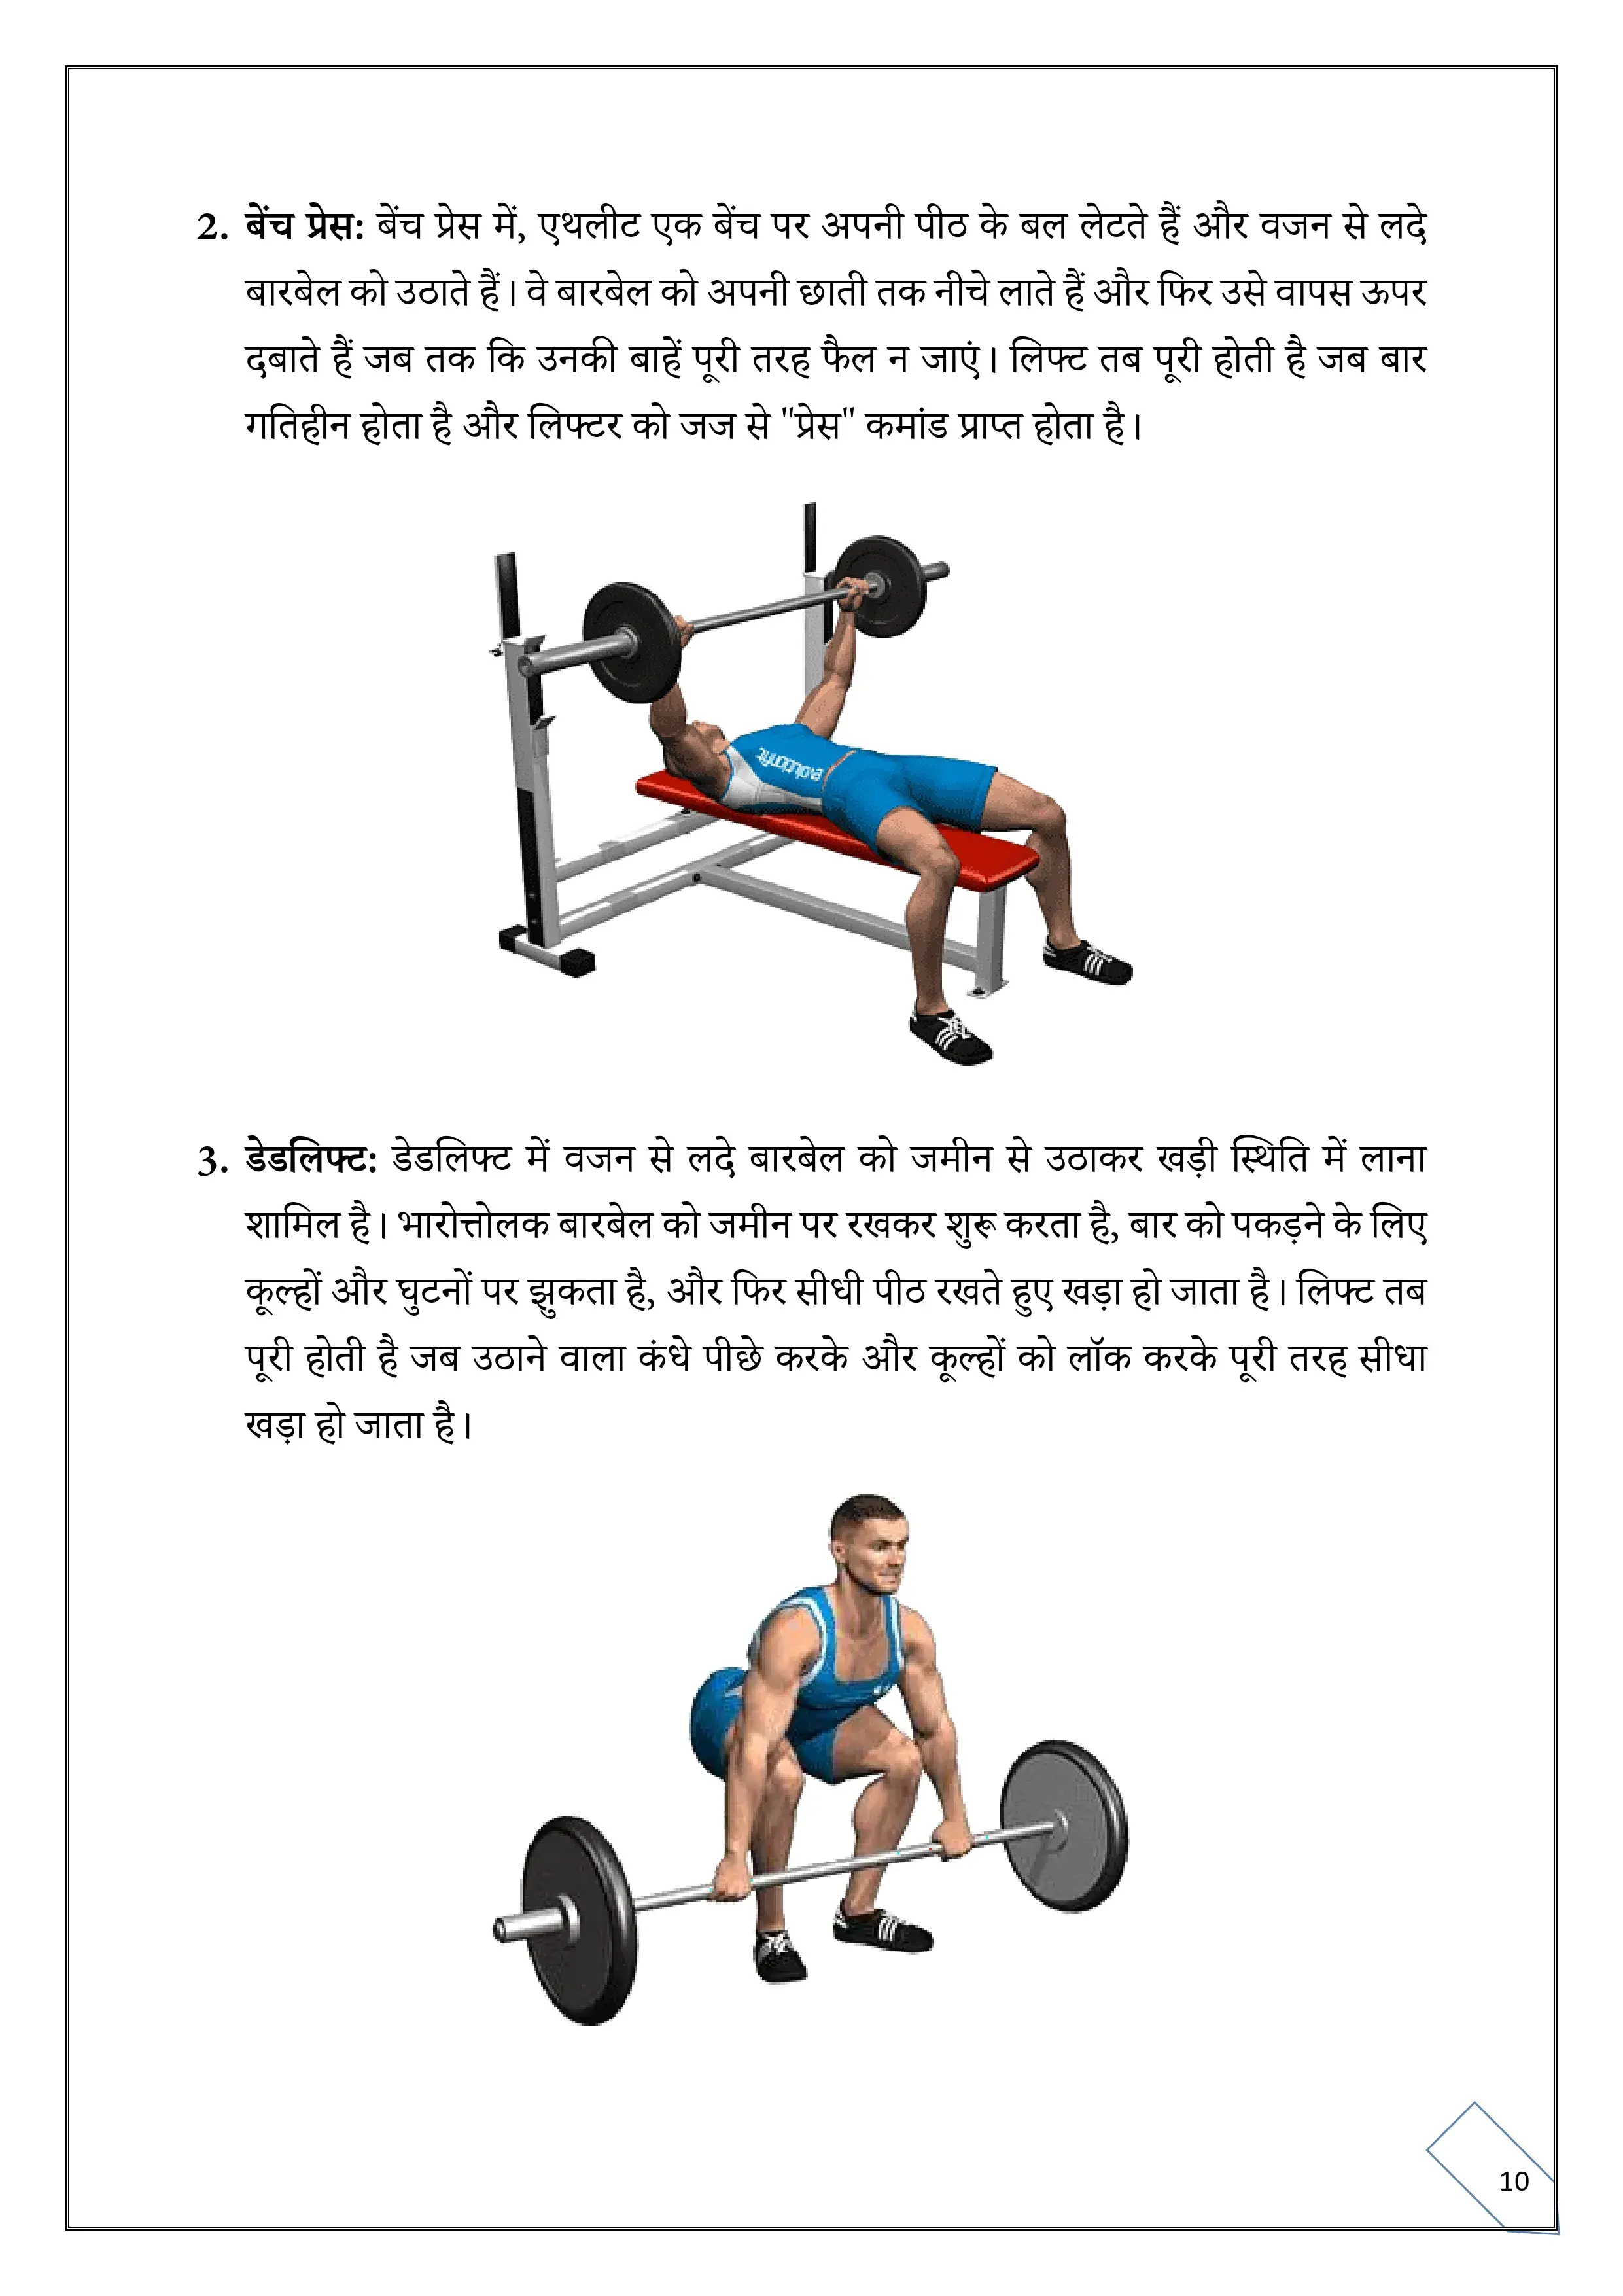 2. बेंच प्रेस: बेंच प्रेस में, एथलीट एक बेंच पर अपनी पीठ के बल लेटते हैं और वजन से लदे
बारबेल को उठाते हैं। वे बारबेल को अपनी छाती तक नीचे लाते हैं और फिर उसे वापस ऊपर
दबाते हैं जब तक कि उनकी बाहें पूरी तरह फैल न जाएं। लिफ्ट तब पूरी होती है जब बार
गतिहीन होता है और लिफ्टर को जज से "प्रेस" कमांड प्राप्त होता है।
evolutionfit
3. डेडलिफ्ट: डेडलिफ्ट में वजन से लदे बारबेल को जमीन से उठाकर खड़ी स्थिति में लाना
शामिल है। भारोत्तोलक बारबेल को जमीन पर रखकर शुरू करता है, बार को पकड़ने के लिए
कूल्हों और घुटनों पर झुकता है, और फिर सीधी पीठ रखते हुए खड़ा हो जाता है। लिफ्ट तब
पूरी होती है जब उठाने वाला कंधे पीछे करके और कूल्हों को लॉक करके पूरी तरह सीधा
खड़ा हो जाता है।
10